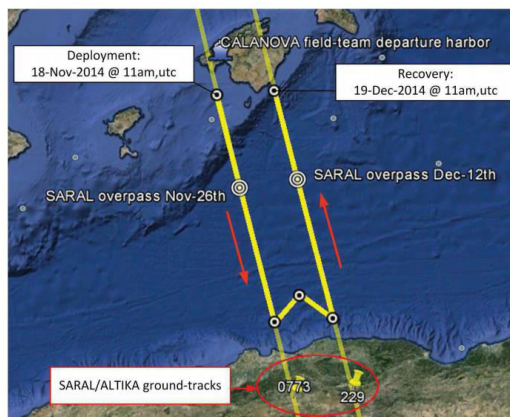 CALANOVA field-team departure harbor
Deployment:
18-Nov-2014 @ 11am,utc
Recovery:
19-Dec-2014 @ 11am,utc
SARAL overpass Nov-26th
SARAL overpass Dec-12th
SARAL/ALTIKA ground-tracks
0773
229